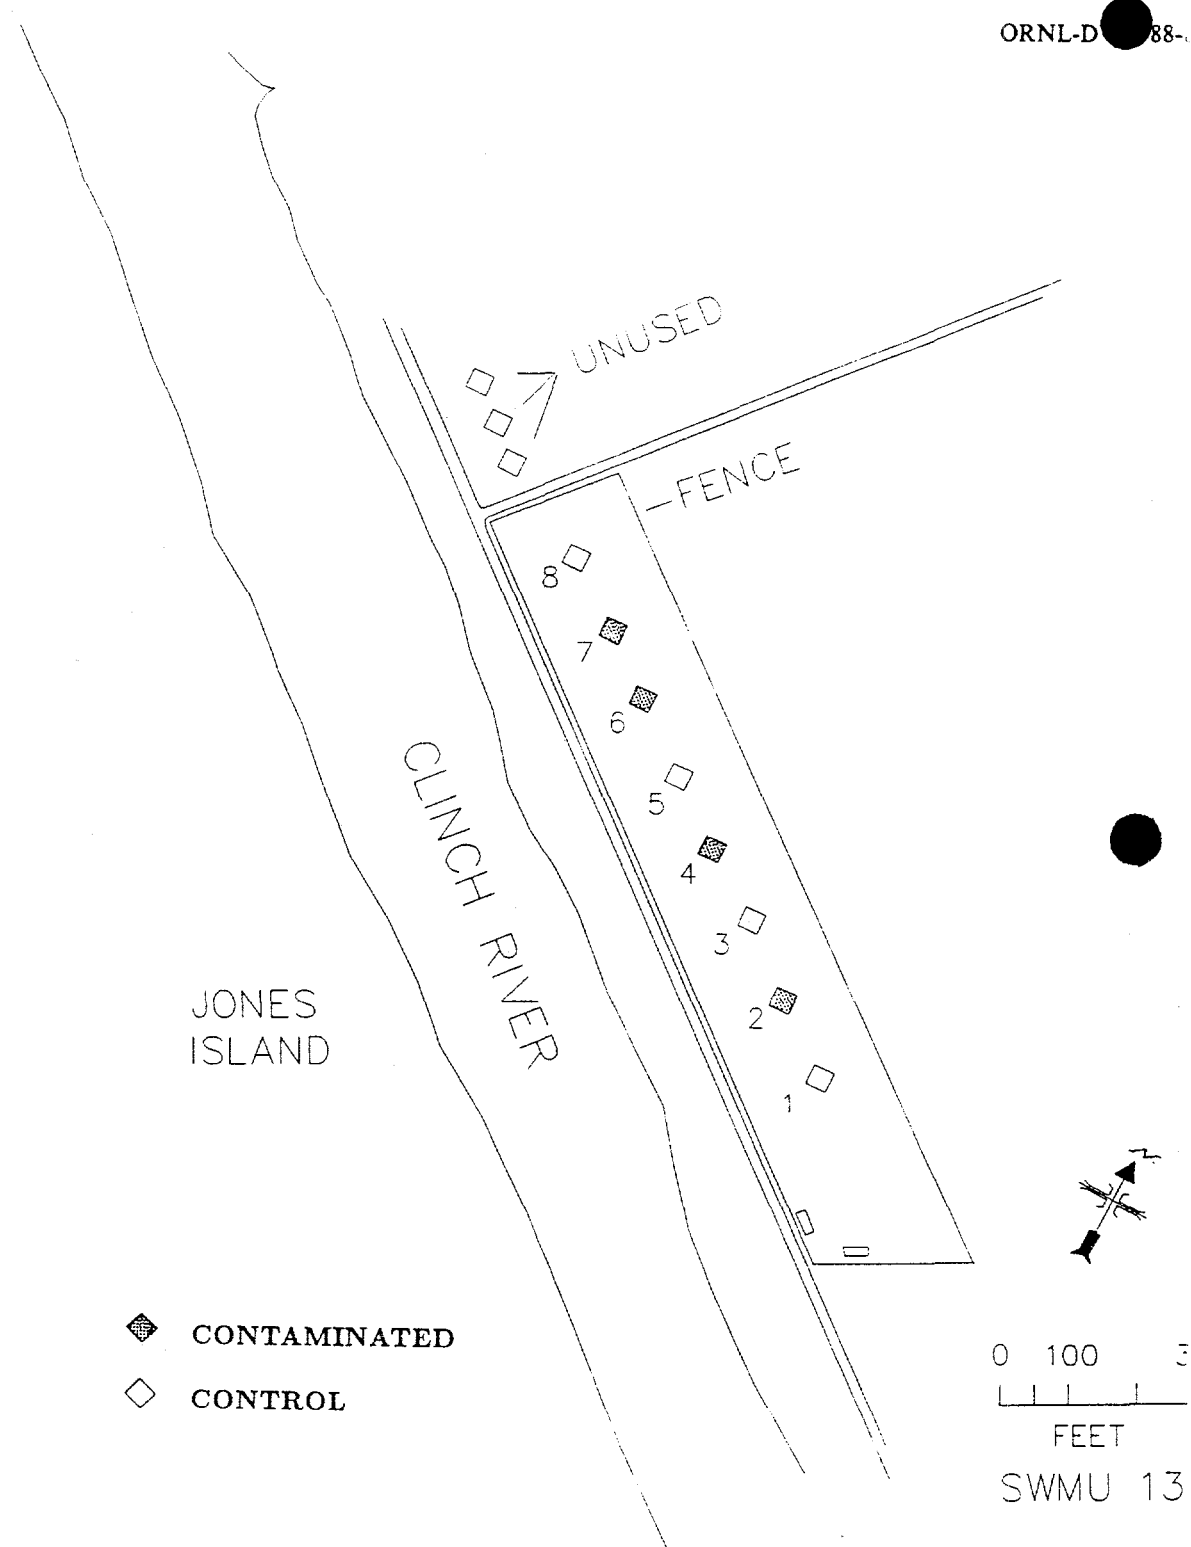 ORNL-D 88-
UNUSED
FENCE
8
7
6
5
4
3
2
1
CLINCH RIVER
JONES
ISLAND
N
CONTAMINATED
CONTROL
0 100
FEET
SWMU 13